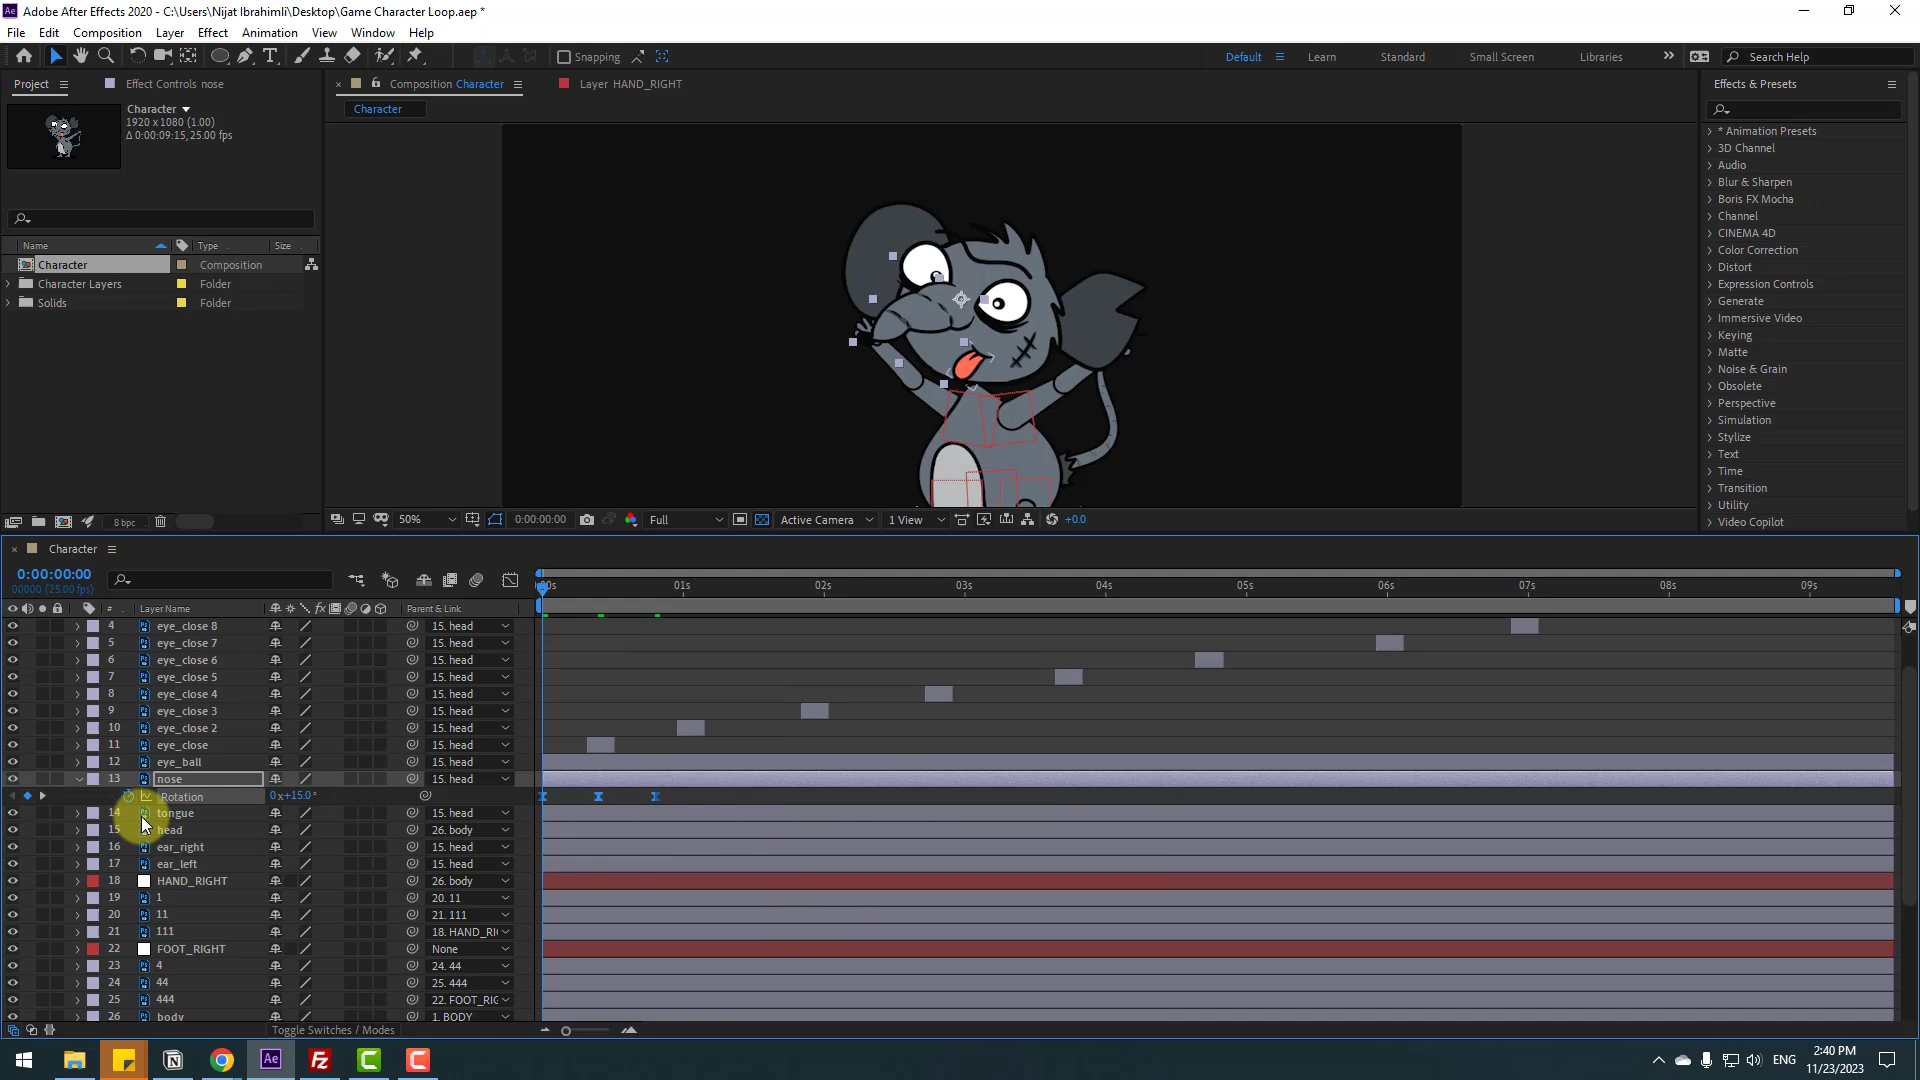 Adobe After Effects 2020 - C:\Users\Nijat Ibrahimli\Desktop\Game Character Loop.aep *
File Edit Composition Layer Effect Animation View Window Help
Snapping
Default Learn Standard Small Screen Libraries Search Help
Project Effect Controls nose
Character
1920 x 1080 (1.00)
Δ 0:00:09:15, 25.00 fps
Name Type Size
Character Composition
Character Layers Folder
Solids Folder
8 bpc
Composition Character Layer HAND_RIGHT
Character
50% 0:00:00:00 Full Active Camera 1 View +0.0
Effects & Presets
* Animation Presets
3D Channel
Audio
Blur & Sharpen
Boris FX Mocha
Channel
CINEMA 4D
Color Correction
Distort
Expression Controls
Generate
Immersive Video
Keying
Matte
Noise & Grain
Obsolete
Perspective
Simulation
Stylize
Text
Time
Transition
Utility
Video Copilot
Character
0:00:00:00
00000 (25.00 fps)
01s 02s 03s 04s 05s 06s 07s 08s 09s
# Layer Name Parent & Link
4 eye_close 8 15. head
5 eye_close 7 15. head
6 eye_close 6 15. head
7 eye_close 5 15. head
8 eye_close 4 15. head
9 eye_close 3 15. head
10 eye_close 2 15. head
11 eye_close 15. head
12 eye_ball 15. head
13 nose 15. head
Rotation 0x+15.0°
14 tongue 15. head
15 head 26. body
16 ear_right 15. head
17 ear_left 15. head
18 HAND_RIGHT 26. body
19 1 20. 11
20 11 21. 111
21 111 18. HAND_RI
22 FOOT_RIGHT None
23 4 24. 44
24 44 25. 444
25 444 22. FOOT_RIG
26 body 1. BODY
Toggle Switches / Modes
ENG
2:40 PM
11/23/2023